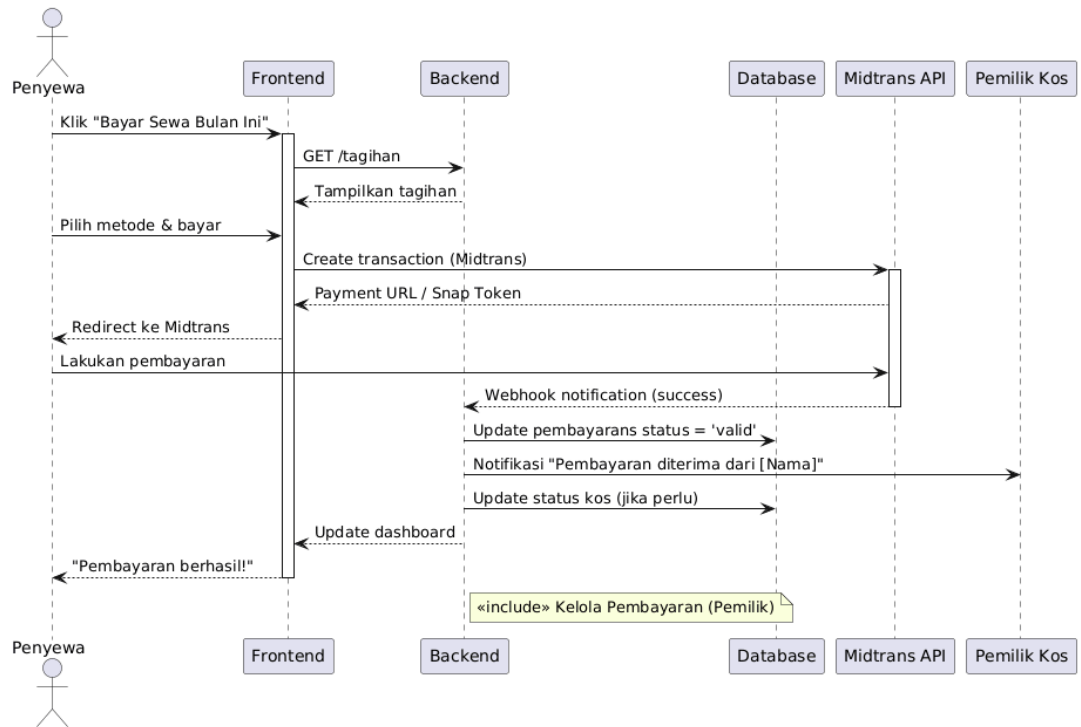 Penyewa
Frontend
Backend
Database
Midtrans API
Pemilik Kos
Klik "Bayar Sewa Bulan Ini"
GET /tagihan
Tampilkan tagihan
Pilih metode & bayar
Create transaction (Midtrans)
Payment URL / Snap Token
Redirect ke Midtrans
Lakukan pembayaran
Webhook notification (success)
Update pembayarans status = 'valid'
Notifikasi "Pembayaran diterima dari [Nama]"
Update status kos (jika perlu)
Update dashboard
"Pembayaran berhasil!"
«include» Kelola Pembayaran (Pemilik)
Penyewa
Frontend
Backend
Database
Midtrans API
Pemilik Kos